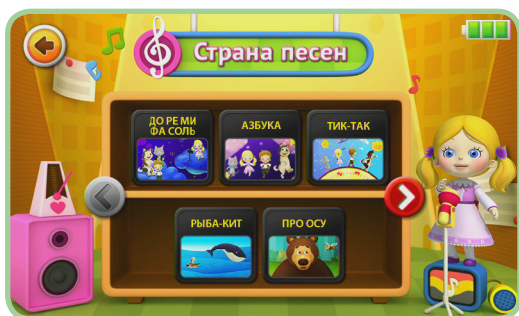 Страна песен
ДО РЕ МИ
ФА СОЛЬ
АЗБУКА
ТИК-ТАК
РЫБА-КИТ
ПРО ОСУ